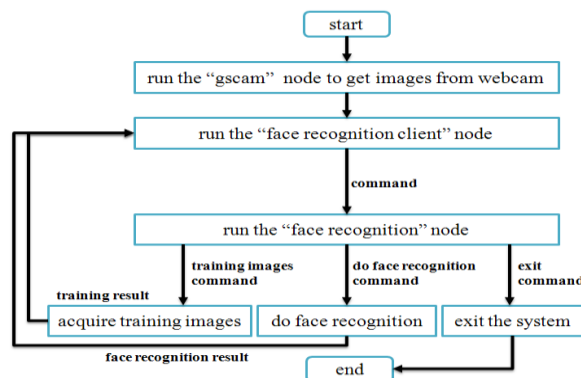 start
run the “gscam” node to get images from webcam
run the “face recognition client” node
command
run the “face recognition” node
training images
command
do face recognition
command
exit
command
training result
acquire training images
do face recognition
exit the system
face recognition result
end